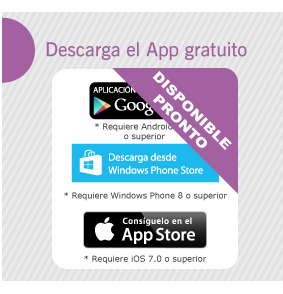 Descarga el App gratuito
APLICACIÓN
Goog
DISPONIBLE
PRONTO
* Requiere Android
o superior
Descarga desde
Windows Phone Store
* Requiere Windows Phone 8 o superior
Consíguelo en el
App Store
* Requiere iOS 7.0 o superior